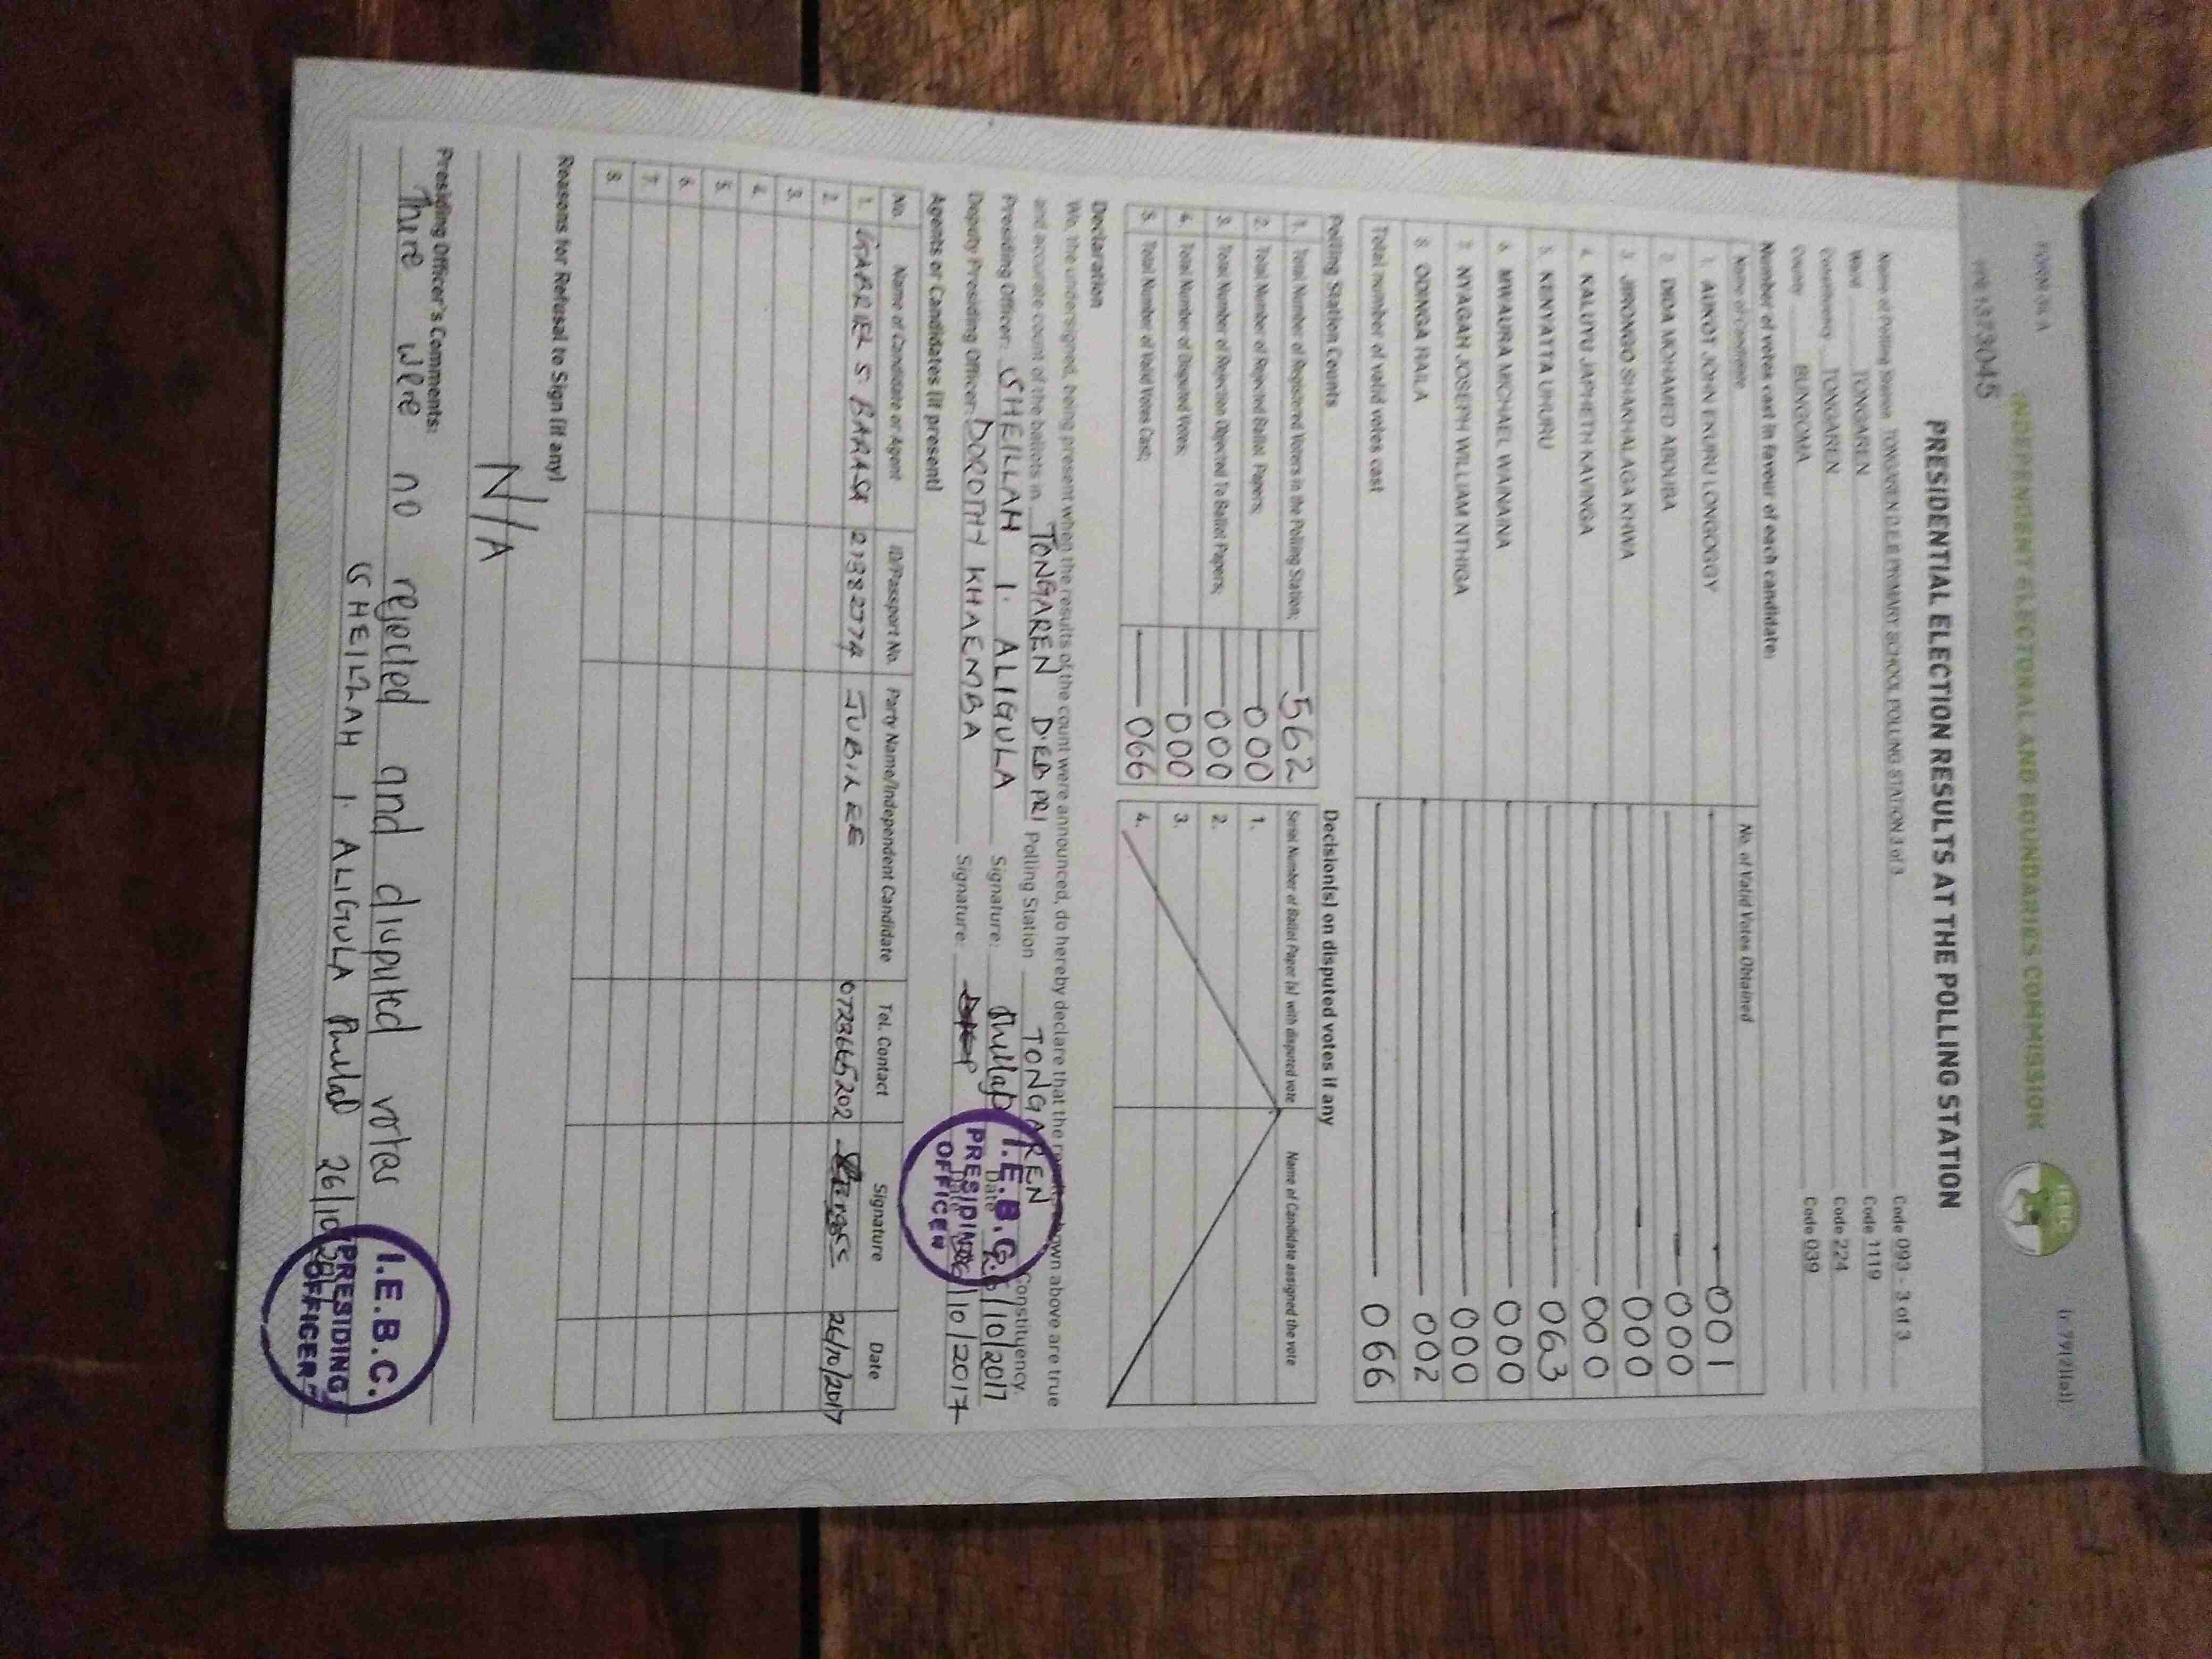 FORM 34 A
(r.79(2)(a))
INDEPENDENT ELECTORAL AND BOUNDARIES COMMISSION
IEBC
1373045
PRESIDENTIAL ELECTION RESULTS AT THE POLLING STATION
Name of Polling Station TONGAREN D.E.B PRIMARY SCHOOL POLLING STATION 3 of 3 Code 093 - 3 of 3
Ward TONGAREN Code 1119
Constituency TONGAREN Code 224
County BUNGOMA Code 039
Number of votes cast in favour of each candidate:
Name of Candidate No. of Valid Votes Obtained
1. AUKOT JOHN EKURU LONGOGGY 001
2. DIDA MOHAMED ABDUBA 000
3. JIRONGO SHAKHALAGA KHWA 000
4. KALUYU JAPHETH KAVINGA 000
5. KENYATTA UHURU 063
6. MWAURA MICHAEL WAINAINA 000
7. NYAGAH JOSEPH WILLIAM NTHIGA 000
8. ODINGA RAILA 002
Total number of valid votes cast 066
Polling Station Counts Decision(s) on disputed votes if any
1. Total Number of Registered Voters in the Polling Station; 562
2. Total Number of Rejected Ballot Papers; 000
3. Total Number of Rejection Objected To Ballot Papers; 000
4. Total Number of Disputed Votes; 000
5. Total Number of Valid Votes Cast; 066
Serial Number of Ballot Paper (s) with disputed vote Name of Candidate assigned the vote
1.
2.
3.
4.
Declaration
We, the undersigned, being present when the results of the count were announced, do hereby declare that the results shown above are true
and accurate count of the ballots in TONGAREN D.E.B PRI Polling Station TONGAREN Constituency.
Presiding Officer: SHEILLAH I. ALIGULA Signature: Date 26/10/2017
Deputy Presiding Officer: DOROTHY KHAEMBA Signature: Date 26/10/2017
I.E.B.C.
PRESIDING
OFFICER
Agents or Candidates (if present)
No. Name of Candidate or Agent ID/Passport No. Party Name/Independent Candidate Tel. Contact Signature Date
1. GABRIEL S. BARASA JUBILEE 26/10/2017
2.
3.
4.
5.
6.
7.
8.
Reasons for Refusal to Sign (if any)
N/A
Presiding Officer's Comments:
There were no rejected and disputed votes
SHEILLAH I. ALIGULA 26/10/2017
I.E.B.C.
PRESIDING
OFFICER